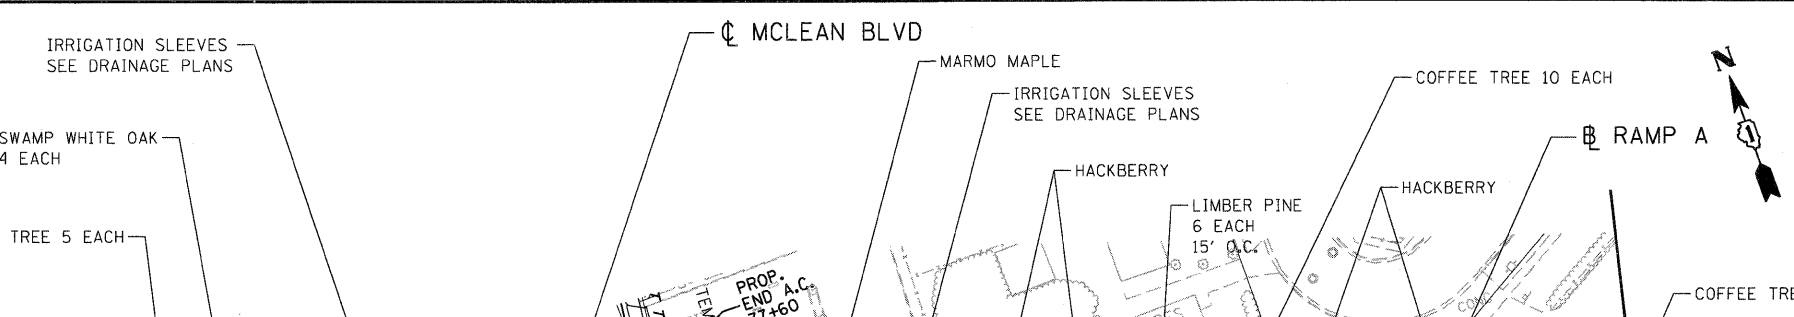 ℄ MCLEAN BLVD
IRRIGATION SLEEVES
SEE DRAINAGE PLANS
MARMO MAPLE
N
COFFEE TREE 10 EACH
IRRIGATION SLEEVES
SEE DRAINAGE PLANS
SWAMP WHITE OAK
4 EACH
B RAMP A
HACKBERRY
HACKBERRY
LIMBER PINE
6 EACH
15' O.C.
TREE 5 EACH
PROP.
END A.C.
77+60
TEM
CONC
COFFEE TRE